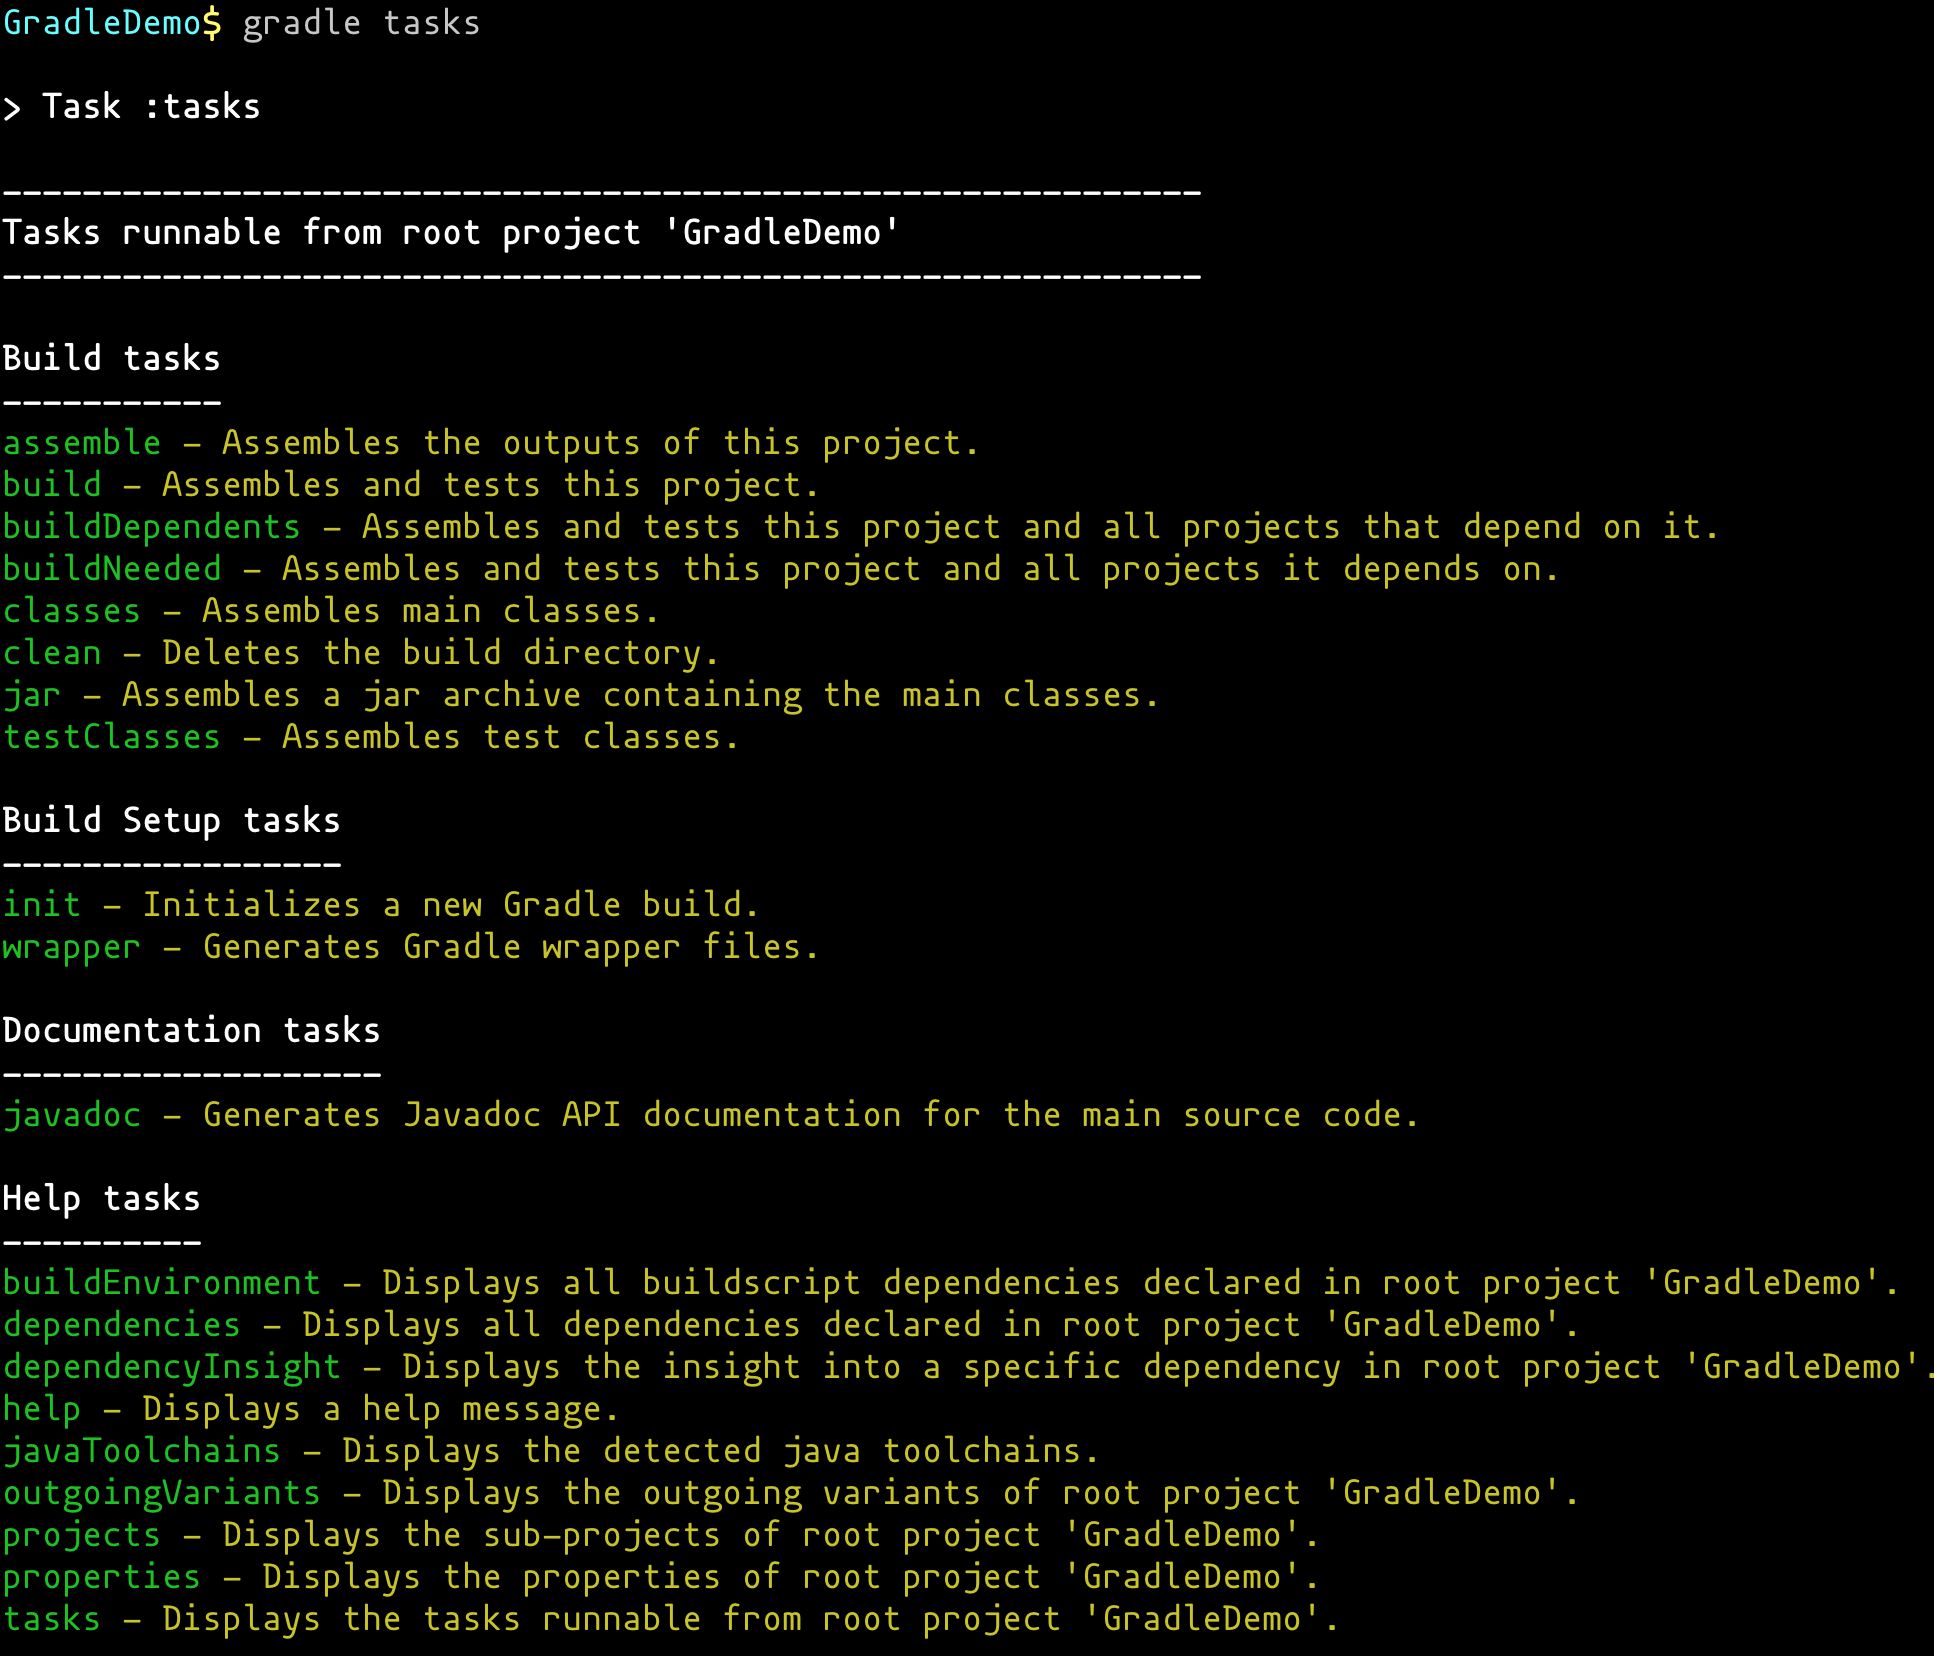 GradleDemo$ gradle tasks
> Task :tasks
------------------------------------------------------------
Tasks runnable from root project 'GradleDemo'
------------------------------------------------------------
Build tasks
-----------
assemble - Assembles the outputs of this project.
build - Assembles and tests this project.
buildDependents - Assembles and tests this project and all projects that depend on it.
buildNeeded - Assembles and tests this project and all projects it depends on.
classes - Assembles main classes.
clean - Deletes the build directory.
jar - Assembles a jar archive containing the main classes.
testClasses - Assembles test classes.
Build Setup tasks
-----------------
init - Initializes a new Gradle build.
wrapper - Generates Gradle wrapper files.
Documentation tasks
-------------------
javadoc - Generates Javadoc API documentation for the main source code.
Help tasks
----------
buildEnvironment - Displays all buildscript dependencies declared in root project 'GradleDemo'.
dependencies - Displays all dependencies declared in root project 'GradleDemo'.
dependencyInsight - Displays the insight into a specific dependency in root project 'GradleDemo'.
help - Displays a help message.
javaToolchains - Displays the detected java toolchains.
outgoingVariants - Displays the outgoing variants of root project 'GradleDemo'.
projects - Displays the sub-projects of root project 'GradleDemo'.
properties - Displays the properties of root project 'GradleDemo'.
tasks - Displays the tasks runnable from root project 'GradleDemo'.